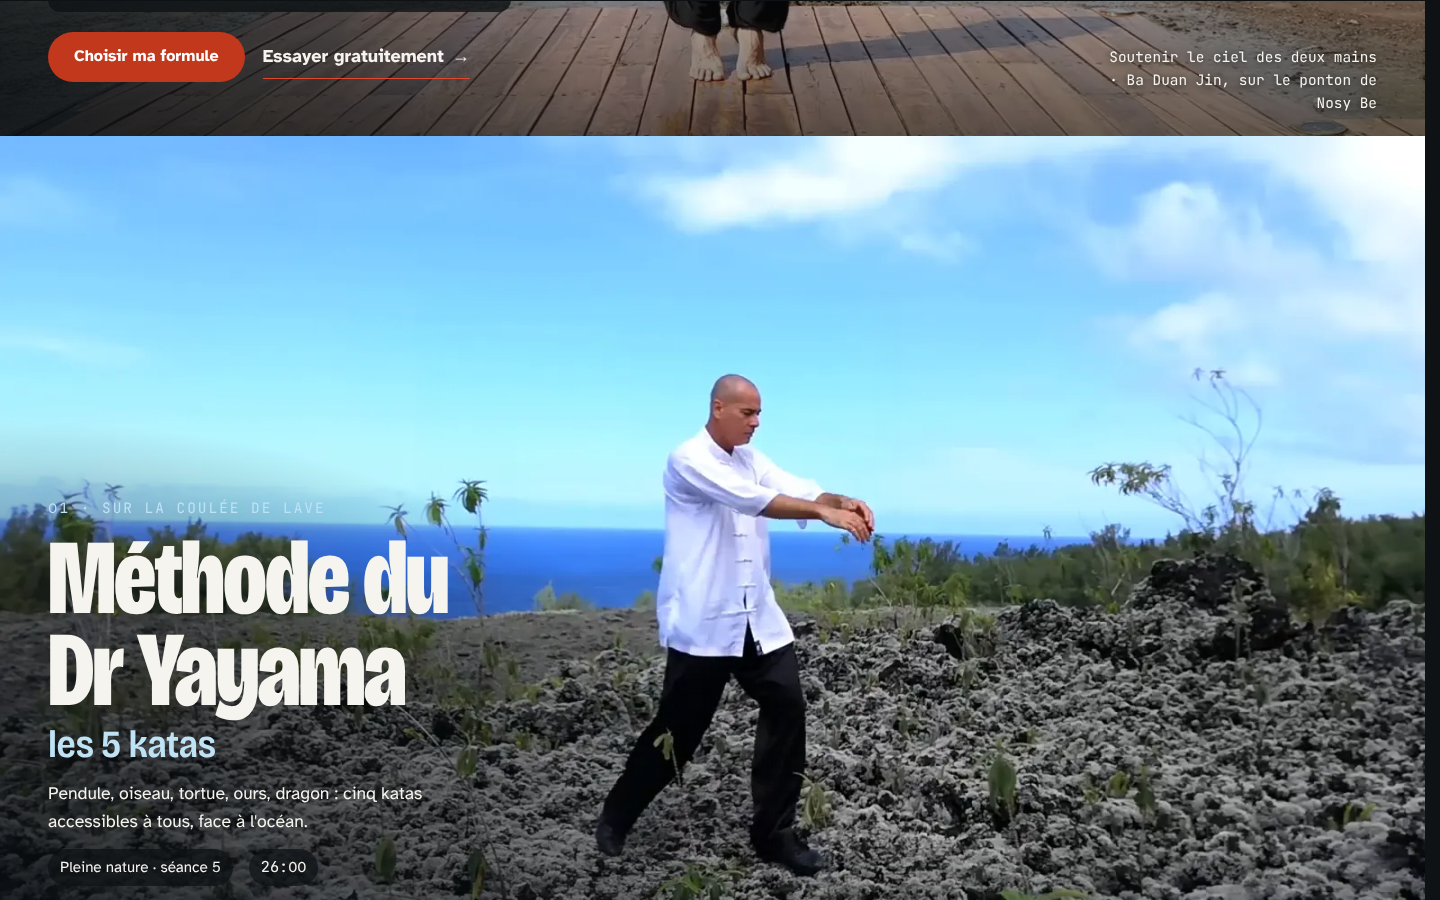 Choisir ma formule
Essayer gratuitement →
Soutenir le ciel des deux mains
· Ba Duan Jin, sur le ponton de
Nosy Be
01 · SUR LA COULÉE DE LAVE
Méthode du
Dr Yayama
les 5 katas
Pendule, oiseau, tortue, ours, dragon : cinq katas
accessibles à tous, face à l'océan.
Pleine nature · séance 5
26:00